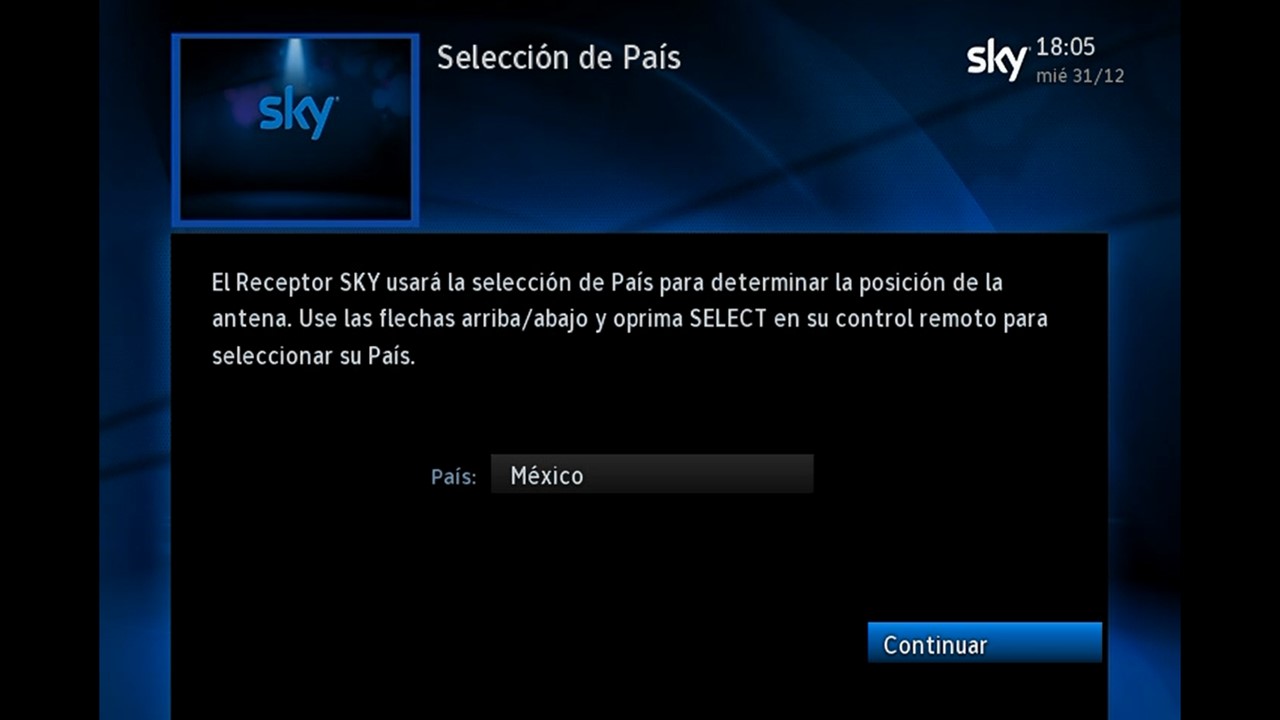 Selección de País
sky 18:05
mié 31/12
sky
El Receptor SKY usará la selección de País para determinar la posición de la
antena. Use las flechas arriba/abajo y oprima SELECT en su control remoto para
seleccionar su País.
País: México
Continuar